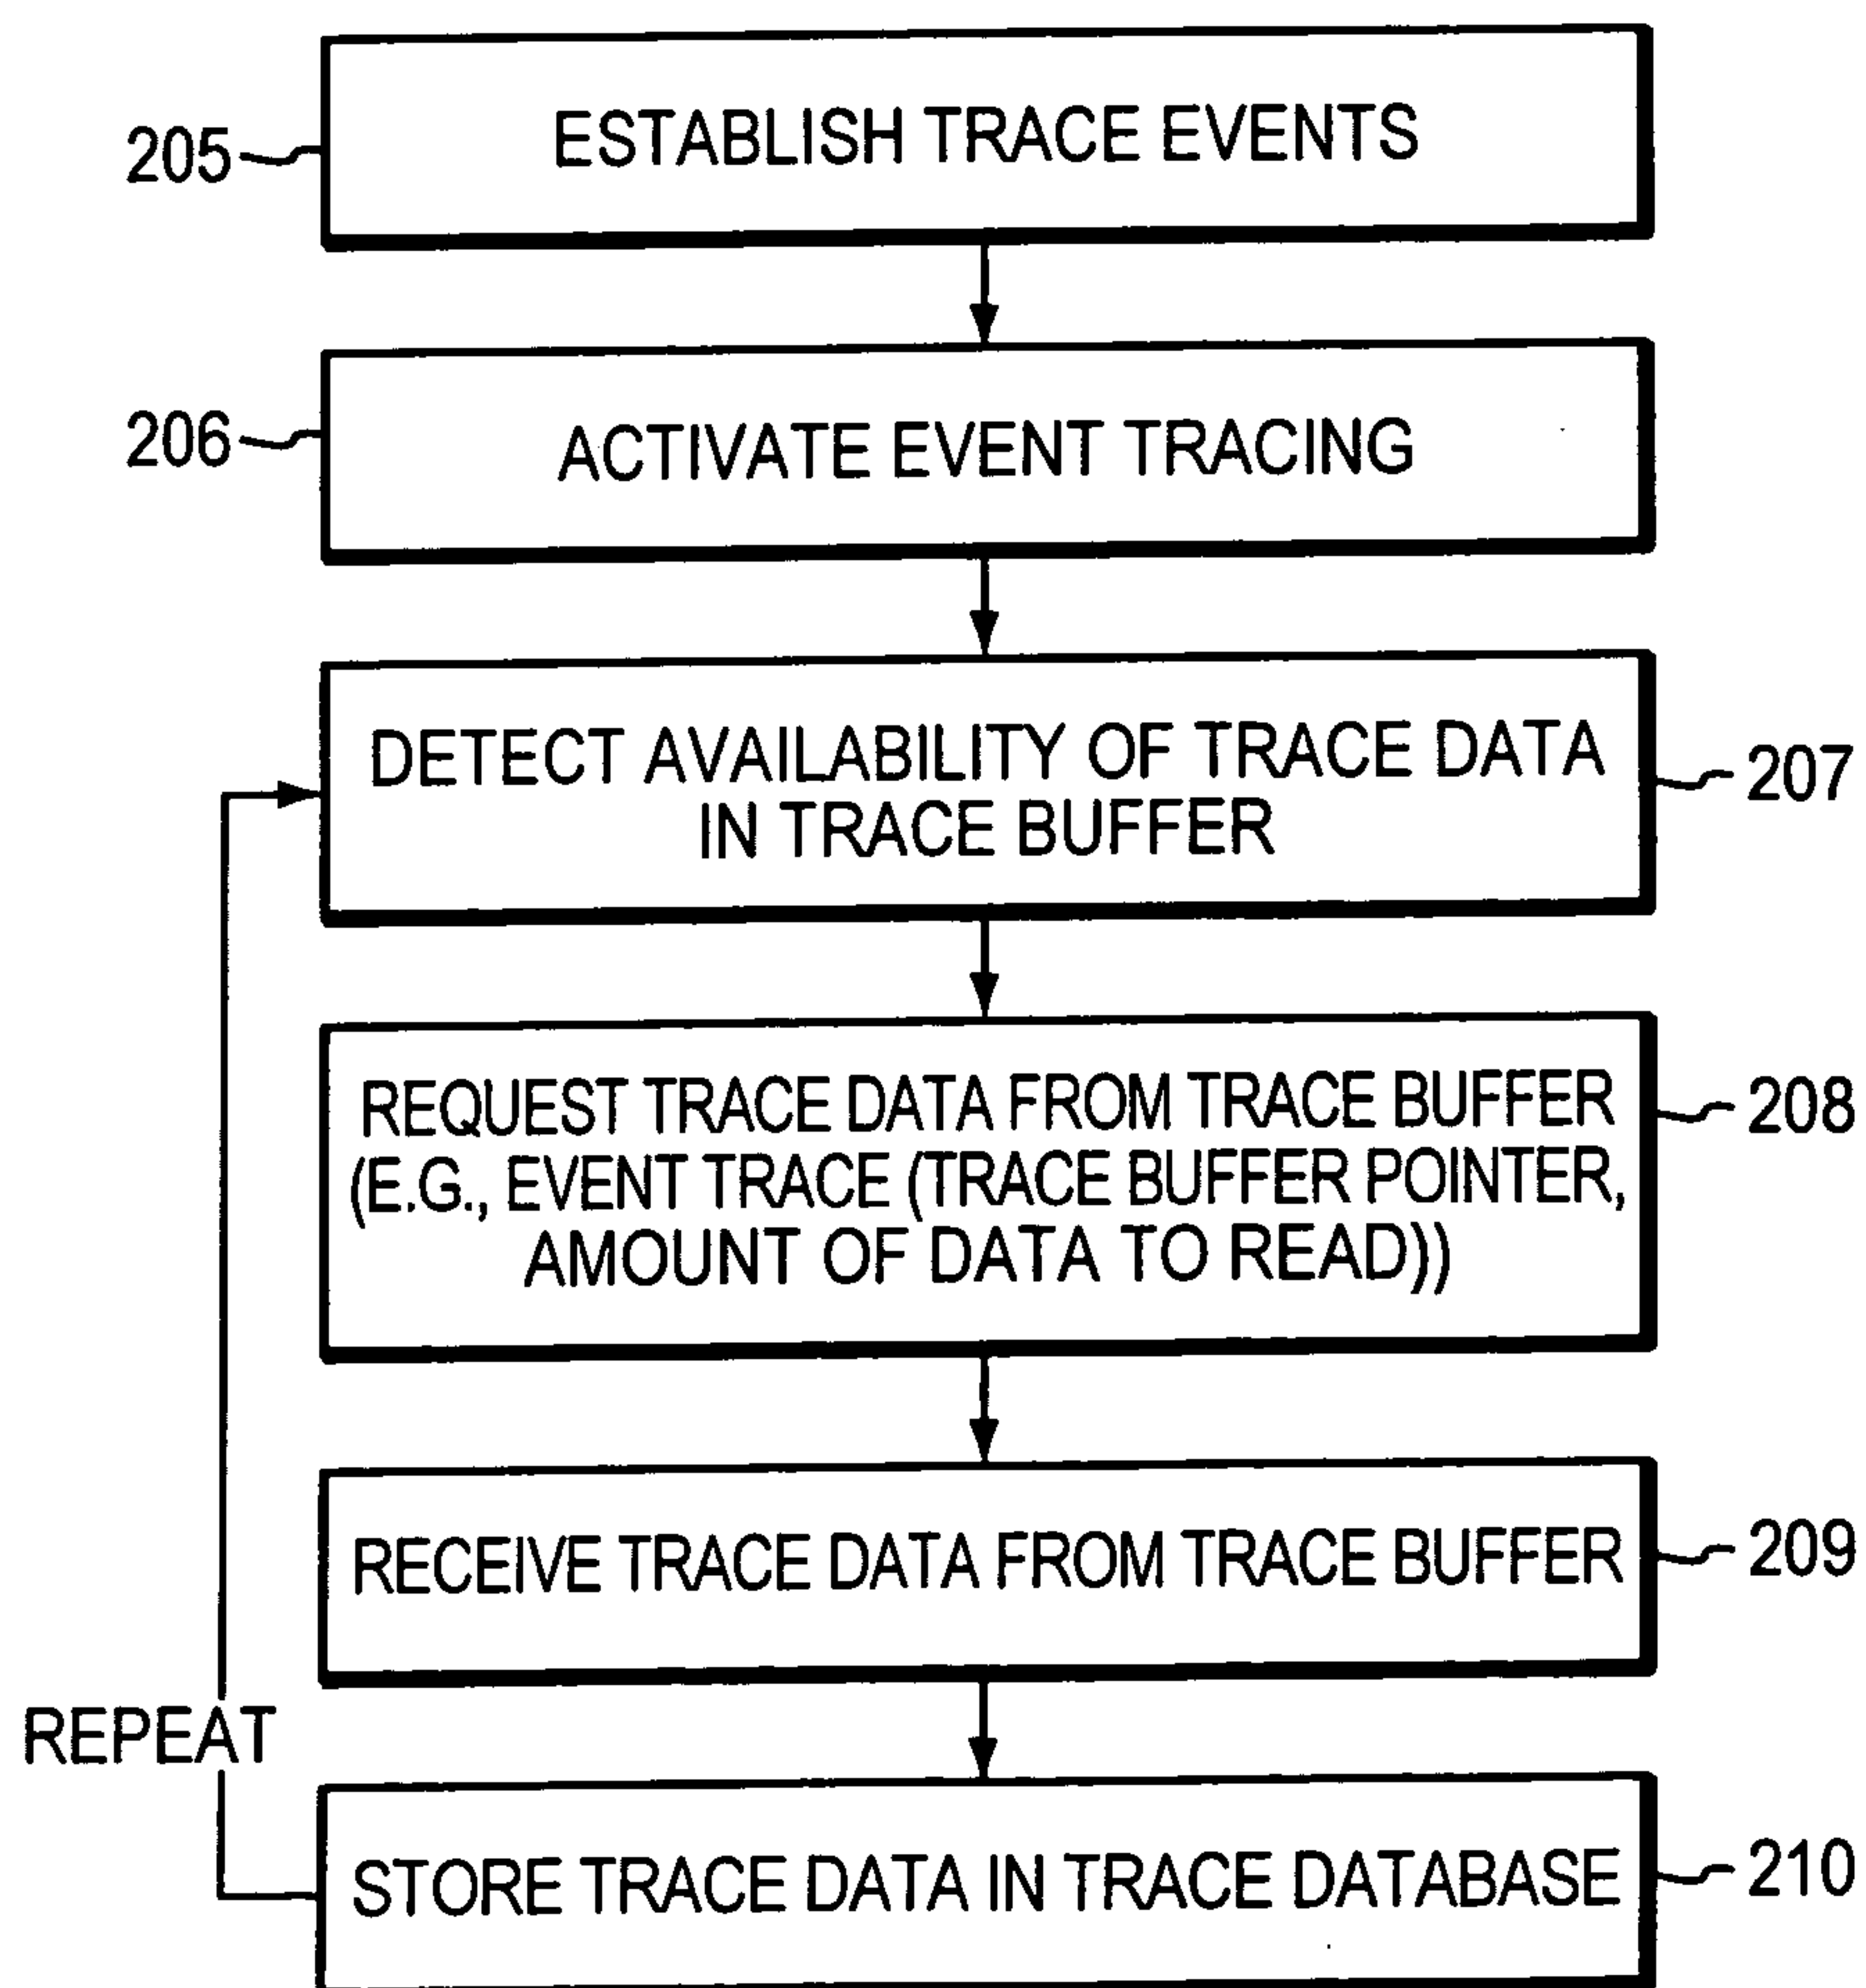 205
ESTABLISH TRACE EVENTS
206
ACTIVATE EVENT TRACING
DETECT AVAILABILITY OF TRACE DATA
IN TRACE BUFFER
207
REQUEST TRACE DATA FROM TRACE BUFFER
(E.G., EVENT TRACE (TRACE BUFFER POINTER,
AMOUNT OF DATA TO READ))
208
RECEIVE TRACE DATA FROM TRACE BUFFER
209
REPEAT
STORE TRACE DATA IN TRACE DATABASE
210